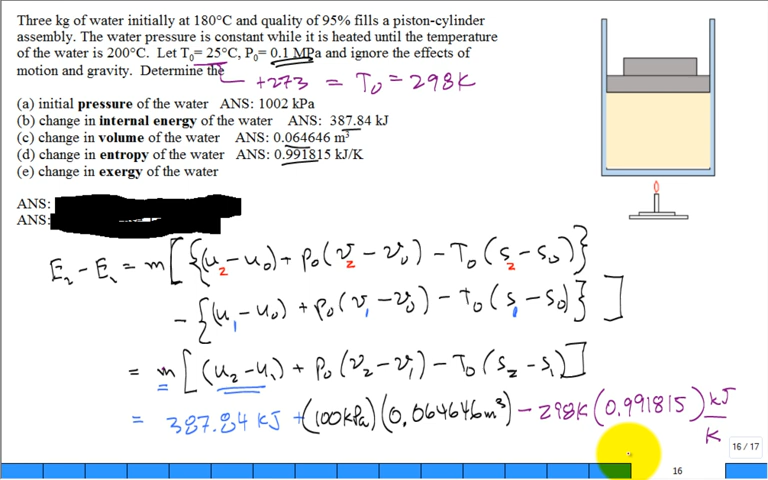 Three kg of water initially at 180°C and quality of 95% fills a piston-cylinder
assembly. The water pressure is constant while it is heated until the temperature
of the water is 200°C. Let T₀= 25°C, P₀= 0.1 MPa and ignore the effects of
motion and gravity. Determine the
+273 = T₀ = 298K
(a) initial pressure of the water ANS: 1002 kPa
(b) change in internal energy of the water ANS: 387.84 kJ
(c) change in volume of the water ANS: 0.064646 m³
(d) change in entropy of the water ANS: 0.991815 kJ/K
(e) change in exergy of the water
ANS:
ANS:
E₂ - E₁ = m[{(u₂ - u₀) + p₀(v₂ - v₀) - T₀(s₂ - s₀)}
- {(u₁ - u₀) + p₀(v₁ - v₀) - T₀(s₁ - s₀)}]
= m[(u₂ - u₁) + p₀(v₂ - v₁) - T₀(s₂ - s₁)]
= 387.84 kJ + (100kPa)(0.064646m³) - 298K(0.991815) kJ/K
16 / 17
16